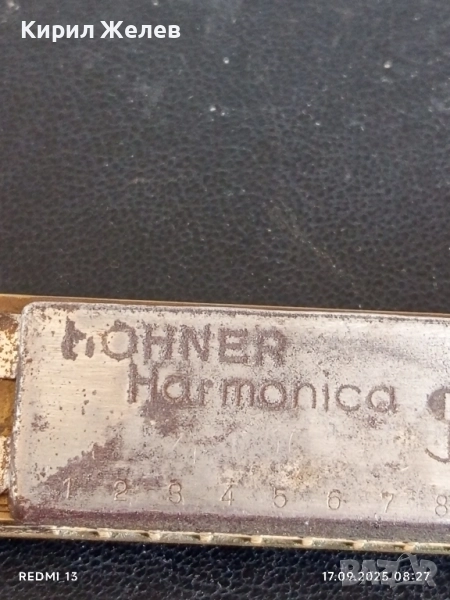 Кирил Желев
HOHNER
Harmonica
1 2 3 4 5 6 7 8
REDMI 13
17.09.2025 08:27
BAZAR